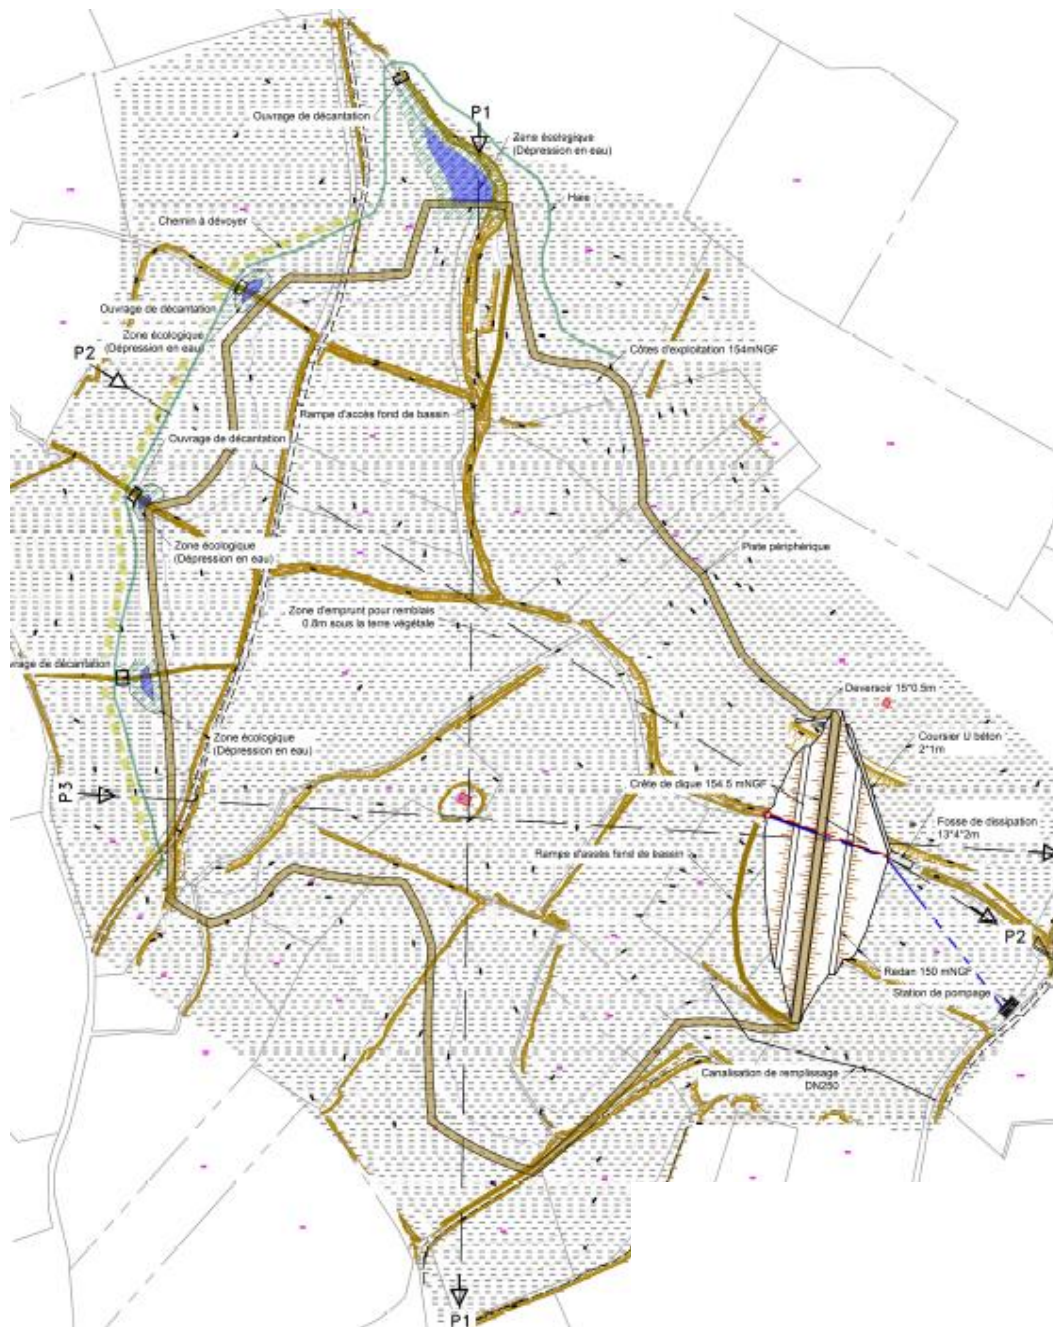 Ouvrage de décantation
P1
Zone écologique
(Dépression en eau)
Haie
Chemin à dévoyer
Ouvrage de décantation
Zone écologique
(Dépression en eau)
P2
Côtes d'exploitation 154mNGF
Rampe d'accès fond de bassin
Ouvrage de décantation
Zone écologique
(Dépression en eau)
Piste périphérique
Zone d'emprunt pour remblais
0.8m sous la terre végétale
vrage de décantation
Deversoir 15*0.5m
Zone écologique
(Dépression en eau)
Coursier U béton
2*1m
Crête de digue 154.5 mNGF
P3
Fosse de dissipation
13*4*2m
Rampe d'accès fond de bassin
P2
Redan 150 mNGF
Station de pompage
Canalisation de remplissage
DN250
P1